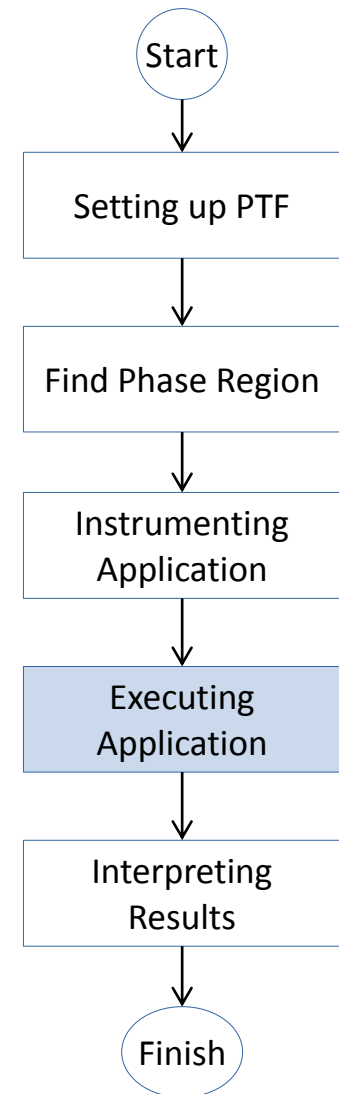 Start
Setting up PTF
Find Phase Region
Instrumenting
Application
Executing
Application
Interpreting
Results
Finish